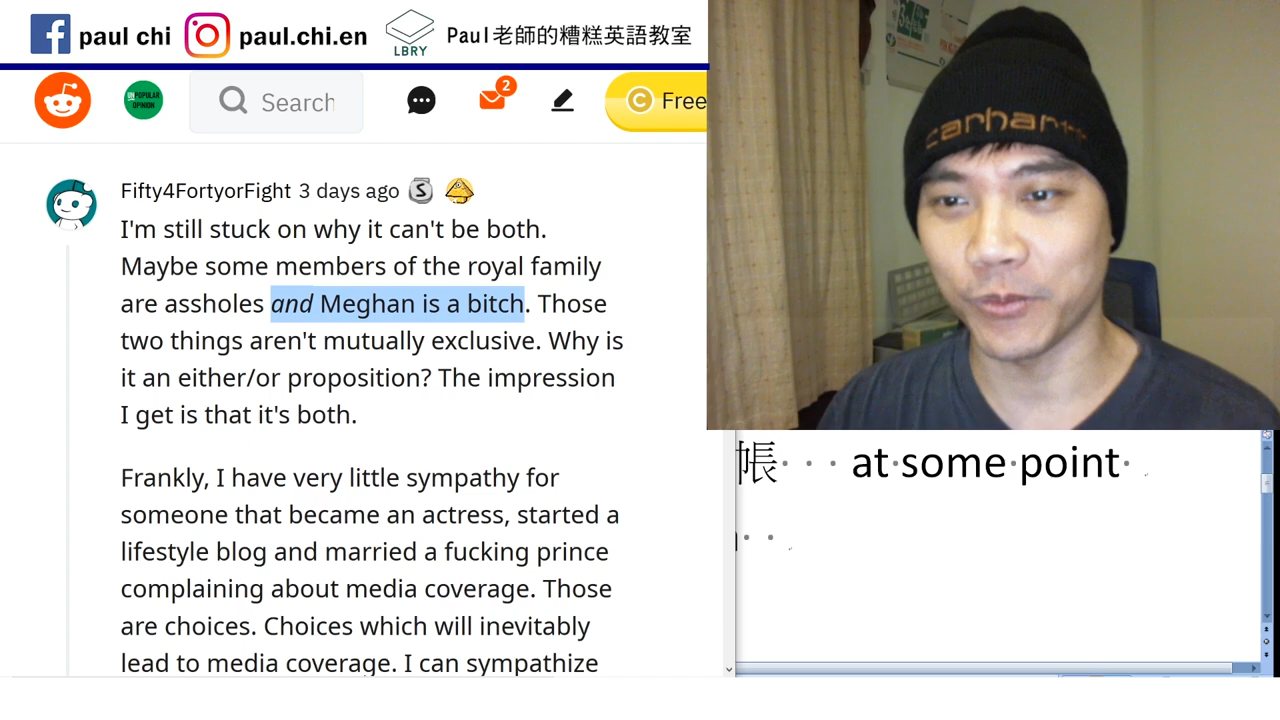 paul chi
paul.chi.en
LBRY
Paul老師的糟糕英語教室
UN
POPULAR
OPINION
Search
2
Free
Fifty4FortyorFight 3 days ago
I'm still stuck on why it can't be both.
Maybe some members of the royal family
are assholes and Meghan is a bitch. Those
two things aren't mutually exclusive. Why is
it an either/or proposition? The impression
I get is that it's both.
Frankly, I have very little sympathy for
someone that became an actress, started a
lifestyle blog and married a fucking prince
complaining about media coverage. Those
are choices. Choices which will inevitably
lead to media coverage. I can sympathize
carhartt
帳 at some point